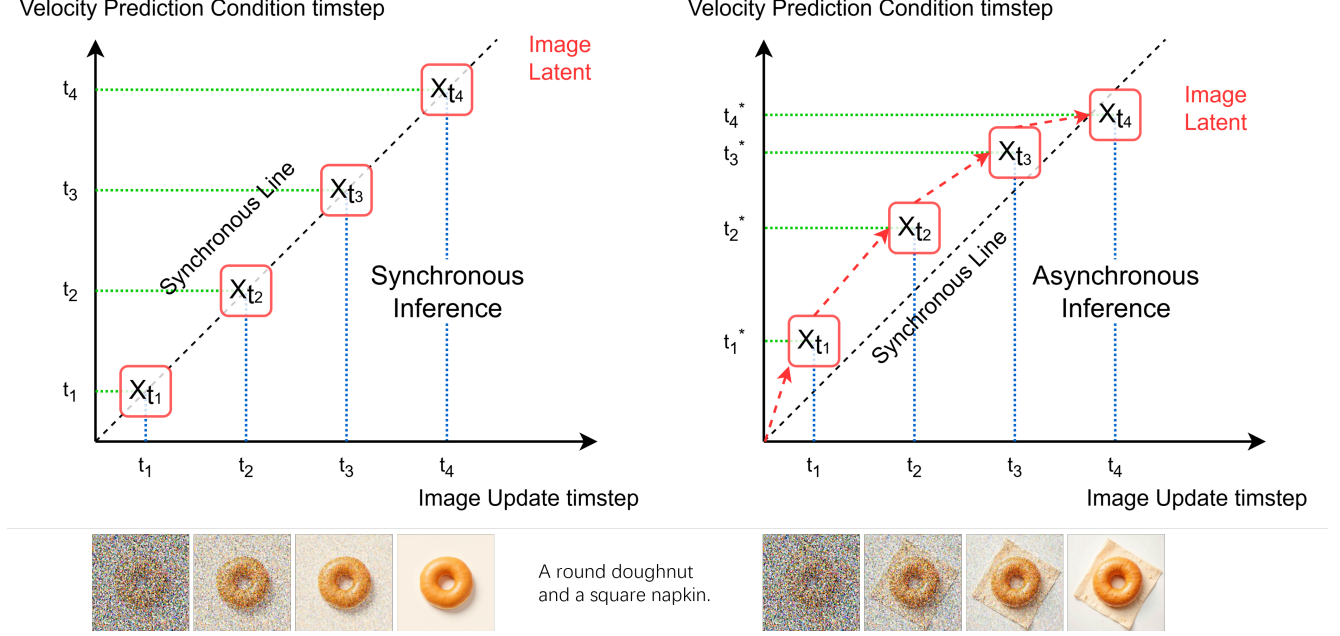 Velocity Prediction Condition timstep
Image
Latent
t4
t3
t2
t1
Xt4
Xt3
Xt2
Xt1
Synchronous Line
Synchronous
Inference
t1
t2
t3
t4
Image Update timstep
Velocity Prediction Condition timstep
Image
Latent
t4*
t3*
t2*
t1*
Xt4
Xt3
Xt2
Xt1
Synchronous Line
Asynchronous
Inference
t1
t2
t3
t4
Image Update timstep
A round doughnut
and a square napkin.